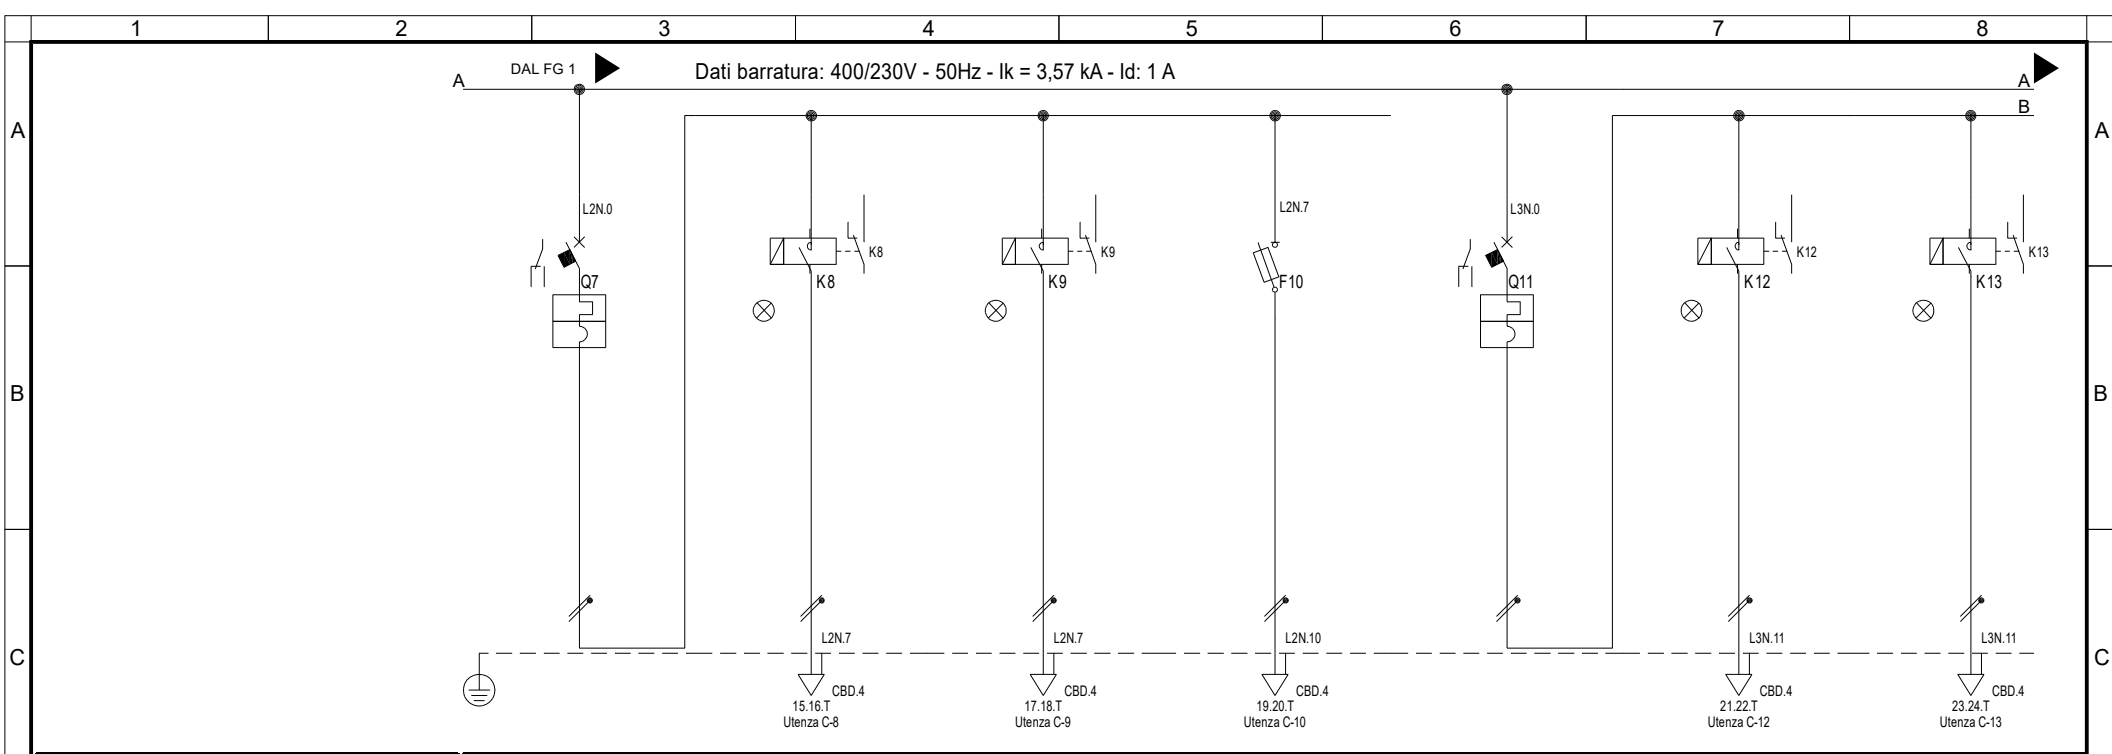 1 2 3 4 5 6 7 8
DAL FG 1 Dati barratura: 400/230V - 50Hz - Ik = 3,57 kA - Id: 1 A
A A
B
A A
L2N.0 L2N.7 L3N.0
K8 K9 K12 K13
Q7 K8 K9 F10 Q11 K12 K13
B B
L2N.7 L2N.7 L2N.10 L3N.11 L3N.11
C C
CBD.4 CBD.4 CBD.4 CBD.4 CBD.4
15.16.T 17.18.T 19.20.T 21.22.T 23.24.T
Utenza C-8 Utenza C-9 Utenza C-10 Utenza C-12 Utenza C-13